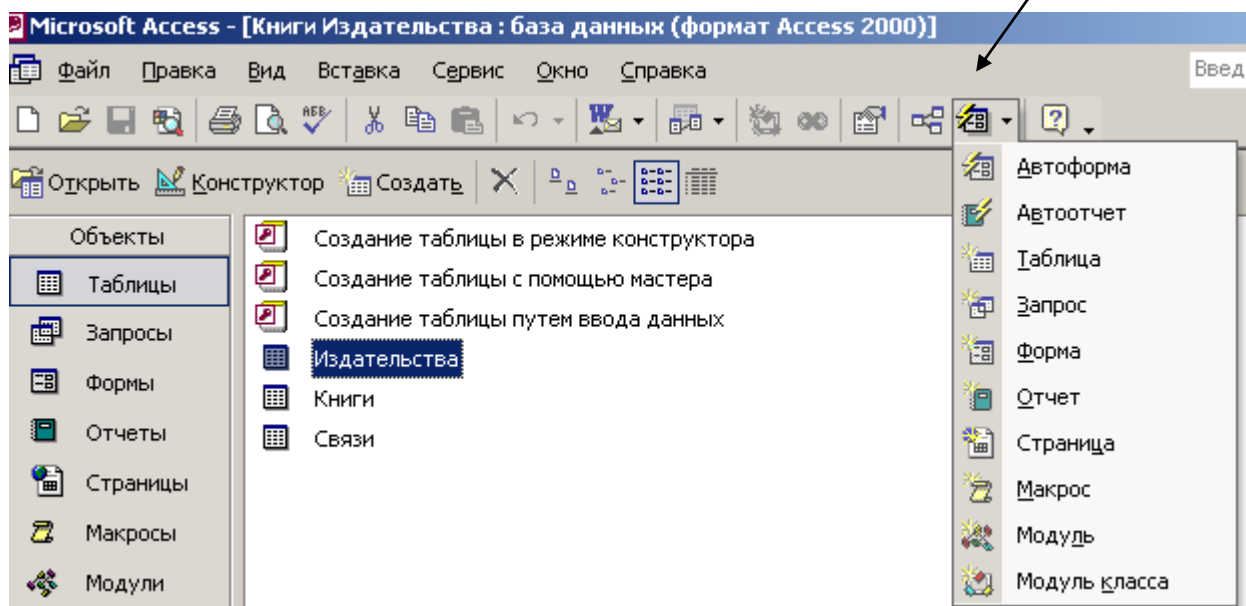 Microsoft Access - [Книги Издательства : база данных (формат Access 2000)]
Файл Правка Вид Вставка Сервис Окно Справка Введ
Открыть Конструктор Создать
Объекты
Таблицы
Запросы
Формы
Отчеты
Страницы
Макросы
Модули
Создание таблицы в режиме конструктора
Создание таблицы с помощью мастера
Создание таблицы путем ввода данных
Издательства
Книги
Связи
Автоформа
Автоотчет
Таблица
Запрос
Форма
Отчет
Страница
Макрос
Модуль
Модуль класса